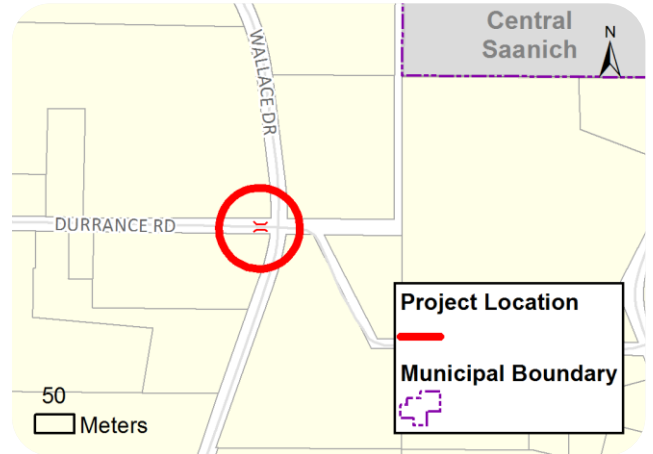 Central
Saanich
N
WALLACE DR
DURRANCE RD
Project Location
Municipal Boundary
50
Meters